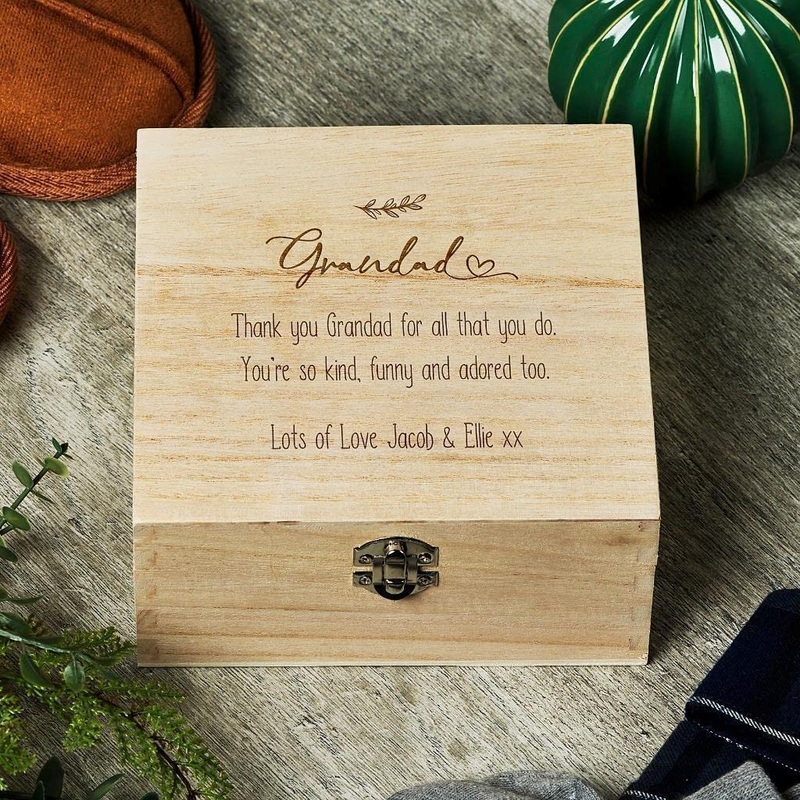 Grandad
Thank you Grandad for all that you do.
You're so kind, funny and adored too.
Lots of Love Jacob & Ellie xx